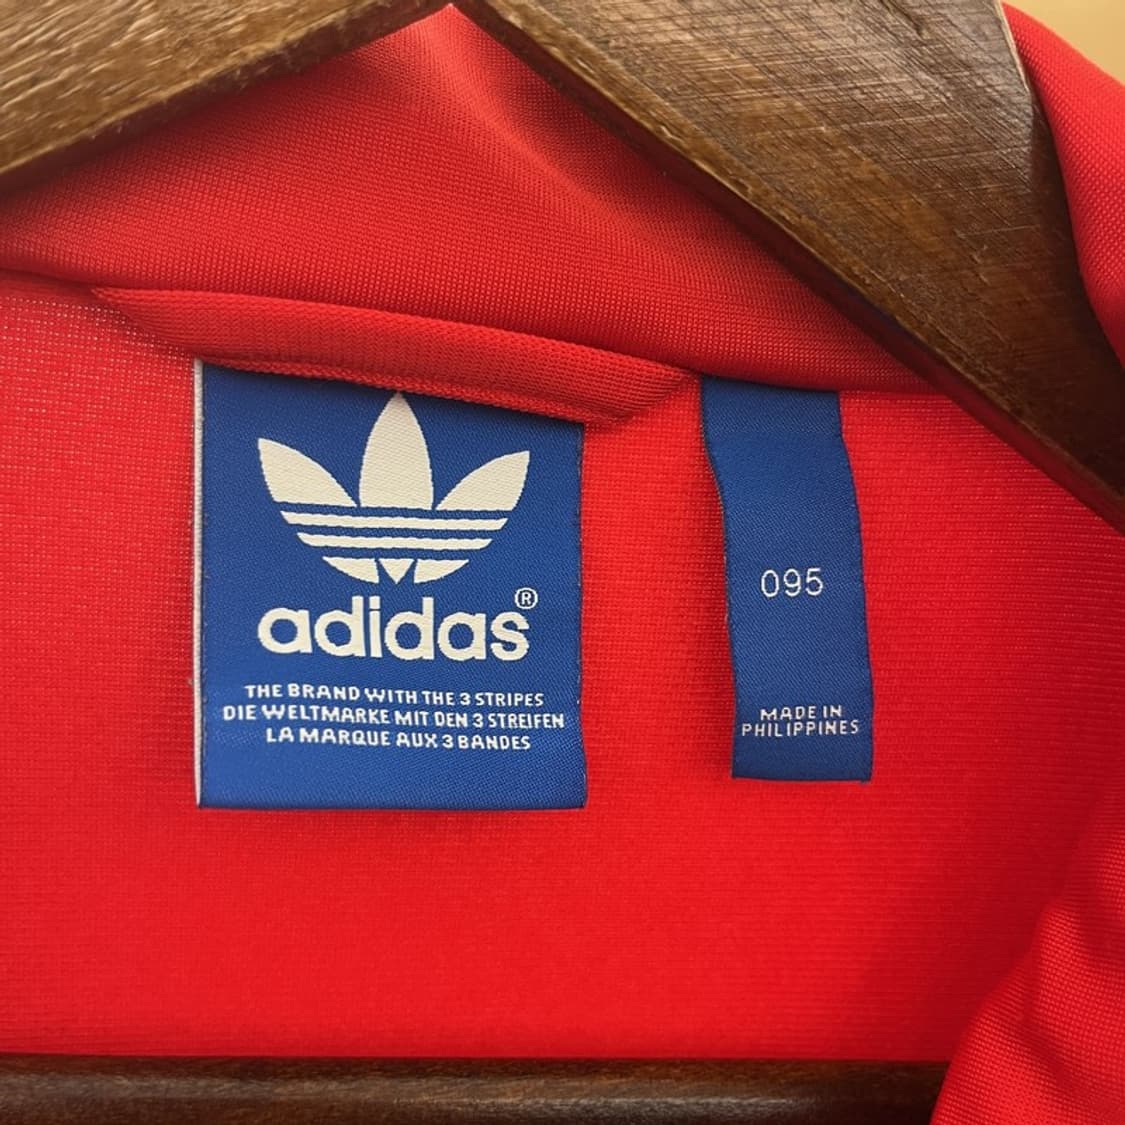 adidas®
THE BRAND WITH THE 3 STRIPES
DIE WELTMARKE MIT DEN 3 STREIFEN
LA MARQUE AUX 3 BANDES
095
MADE IN
PHILIPPINES